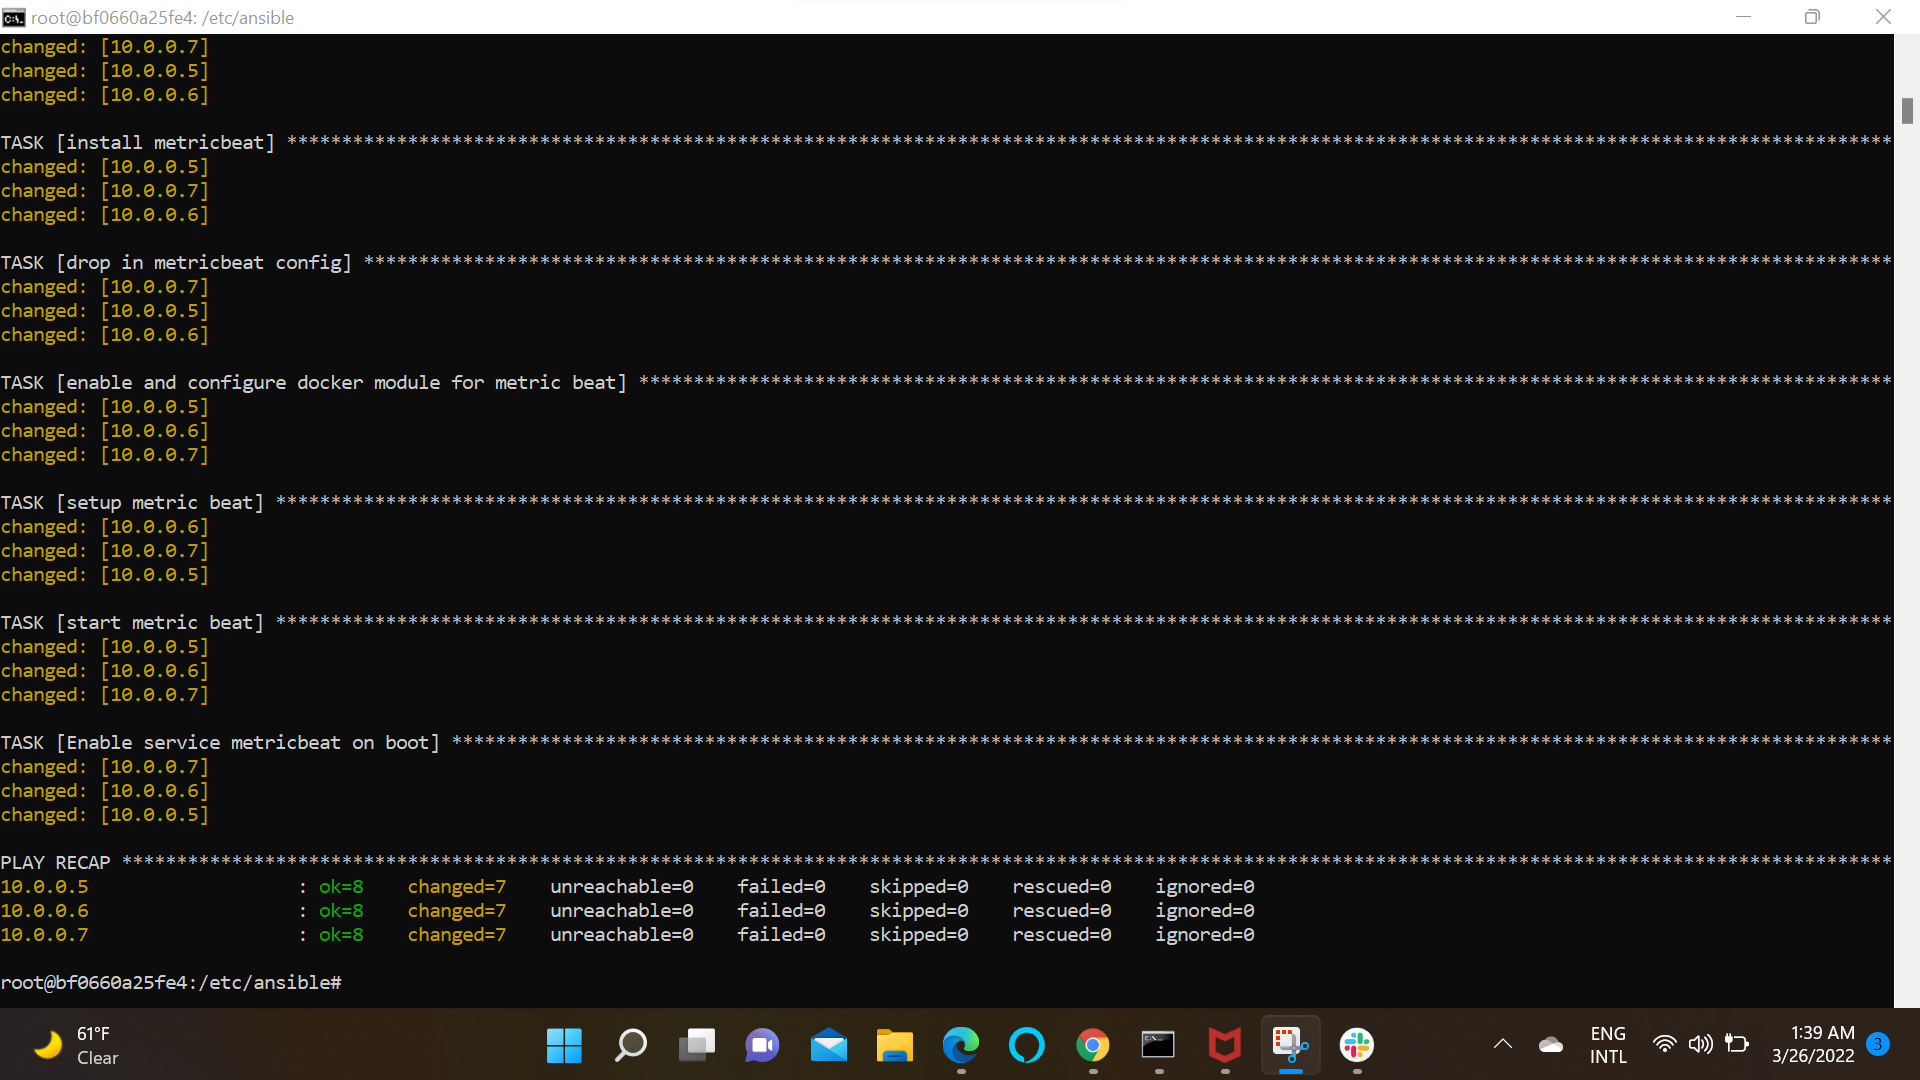 root@bf0660a25fe4: /etc/ansible
changed: [10.0.0.7]
changed: [10.0.0.5]
changed: [10.0.0.6]
TASK [install metricbeat] **************************************************************************************************************************************************
changed: [10.0.0.5]
changed: [10.0.0.7]
changed: [10.0.0.6]
TASK [drop in metricbeat config] *******************************************************************************************************************************************
changed: [10.0.0.7]
changed: [10.0.0.5]
changed: [10.0.0.6]
TASK [enable and configure docker module for metric beat] ******************************************************************************************************************
changed: [10.0.0.5]
changed: [10.0.0.6]
changed: [10.0.0.7]
TASK [setup metric beat] ***************************************************************************************************************************************************
changed: [10.0.0.6]
changed: [10.0.0.7]
changed: [10.0.0.5]
TASK [start metric beat] ***************************************************************************************************************************************************
changed: [10.0.0.5]
changed: [10.0.0.6]
changed: [10.0.0.7]
TASK [Enable service metricbeat on boot] ***********************************************************************************************************************************
changed: [10.0.0.7]
changed: [10.0.0.6]
changed: [10.0.0.5]
PLAY RECAP *****************************************************************************************************************************************************************
10.0.0.5                   : ok=8    changed=7    unreachable=0    failed=0    skipped=0    rescued=0    ignored=0
10.0.0.6                   : ok=8    changed=7    unreachable=0    failed=0    skipped=0    rescued=0    ignored=0
10.0.0.7                   : ok=8    changed=7    unreachable=0    failed=0    skipped=0    rescued=0    ignored=0
root@bf0660a25fe4:/etc/ansible#
61°F
Clear
ENG
INTL
1:39 AM
3/26/2022
3